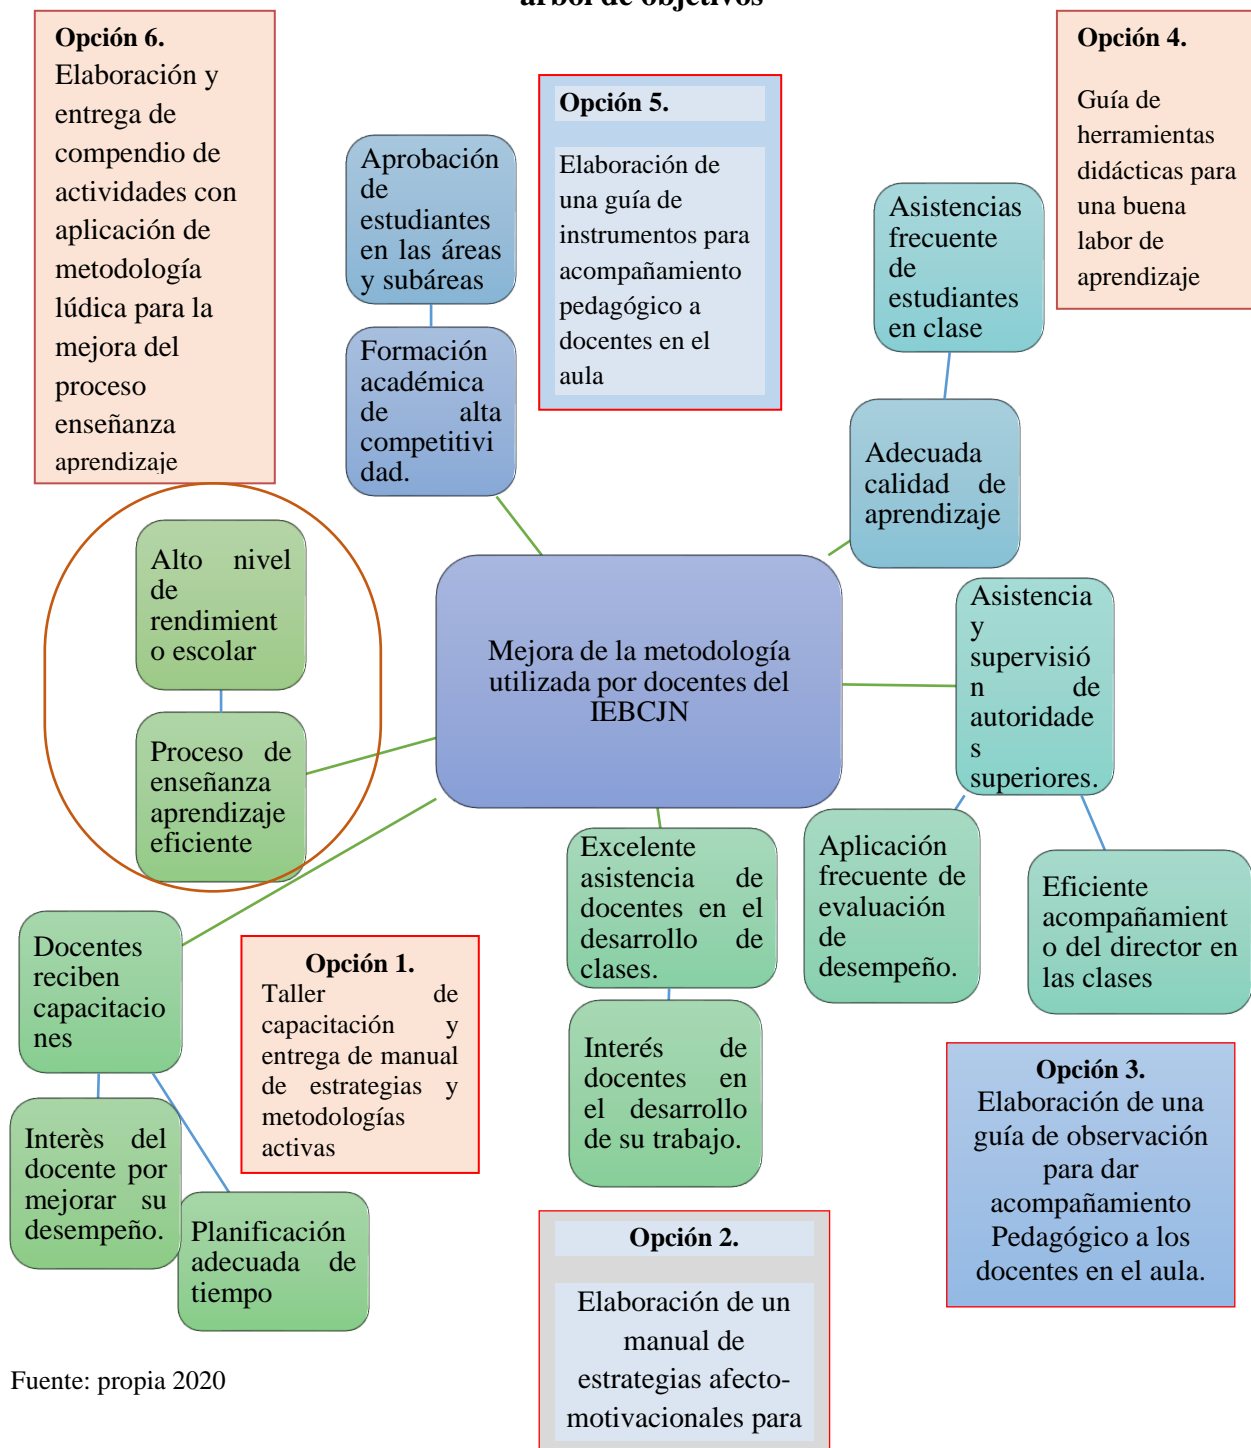 árbol de objetivos
Opción 6.
Elaboración y
entrega de
compendio de
actividades con
aplicación de
metodología
lúdica para la
mejora del
proceso
enseñanza
aprendizaje
Aprobación
de
estudiantes
en las áreas
y subáreas
Formación
académica
de alta
competitivi
dad.
Opción 5.
Elaboración de
una guía de
instrumentos para
acompañamiento
pedagógico a
docentes en el
aula
Asistencias
frecuente
de
estudiantes
en clase
Adecuada
calidad de
aprendizaje
Opción 4.
Guía de
herramientas
didácticas para
una buena
labor de
aprendizaje
Alto nivel
de
rendimient
o escolar
Proceso de
enseñanza
aprendizaje
eficiente
Mejora de la metodología
utilizada por docentes del
IEBCJN
Asistencia
y
supervisió
n de
autoridade
s
superiores.
Aplicación
frecuente de
evaluación
de
desempeño.
Eficiente
acompañamient
o del director en
las clases
Excelente
asistencia de
docentes en el
desarrollo de
clases.
Interés de
docentes en
el desarrollo
de su trabajo.
Docentes
reciben
capacitacio
nes
Interès del
docente por
mejorar su
desempeño.
Planificación
adecuada de
tiempo
Opción 1.
Taller de
capacitación y
entrega de manual
de estrategias y
metodologías
activas
Opción 3.
Elaboración de una
guía de observación
para dar
acompañamiento
Pedagógico a los
docentes en el aula.
Opción 2.
Elaboración de un
manual de
estrategias afecto-
motivacionales para
Fuente: propia 2020